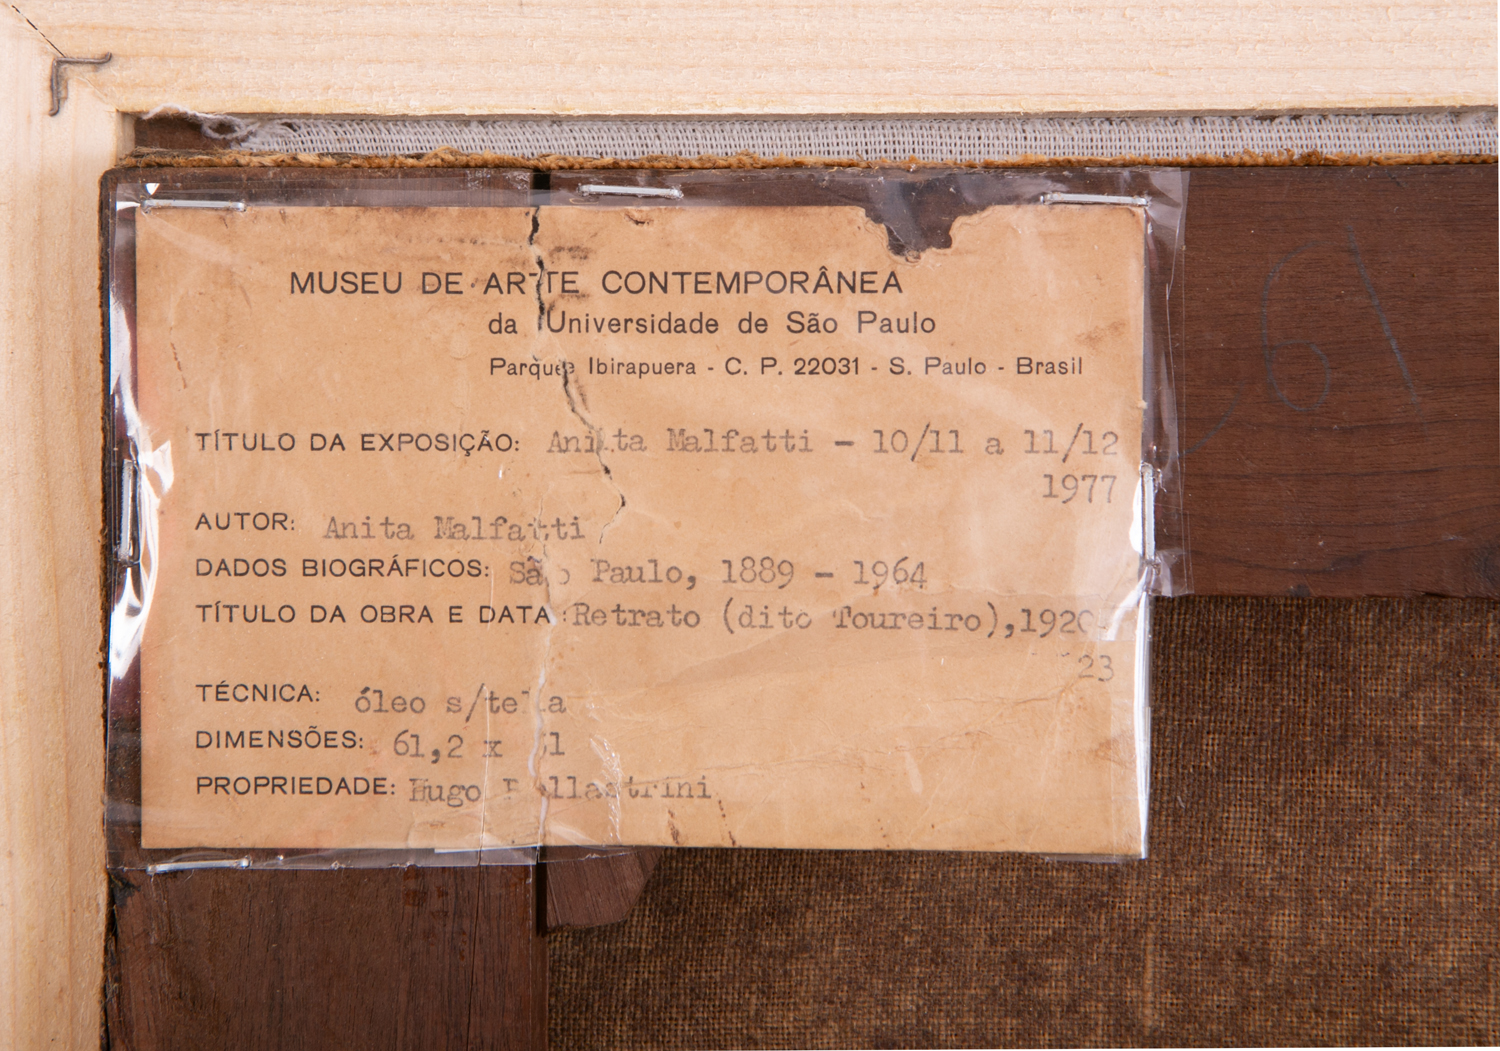 MUSEU DE ARTE CONTEMPORÂNEA
da Universidade de São Paulo
Parque Ibirapuera - C. P. 22031 - S. Paulo - Brasil
TÍTULO DA EXPOSIÇÃO: Anita Malfatti - 10/11 a 11/12
1977
AUTOR: Anita Malfatti
DADOS BIOGRÁFICOS: São Paulo, 1889 - 1964
TÍTULO DA OBRA E DATA: Retrato (dito Toureiro), 1920-
23
TÉCNICA: óleo s/tela
DIMENSÕES: 61,2 x
PROPRIEDADE: Hugo